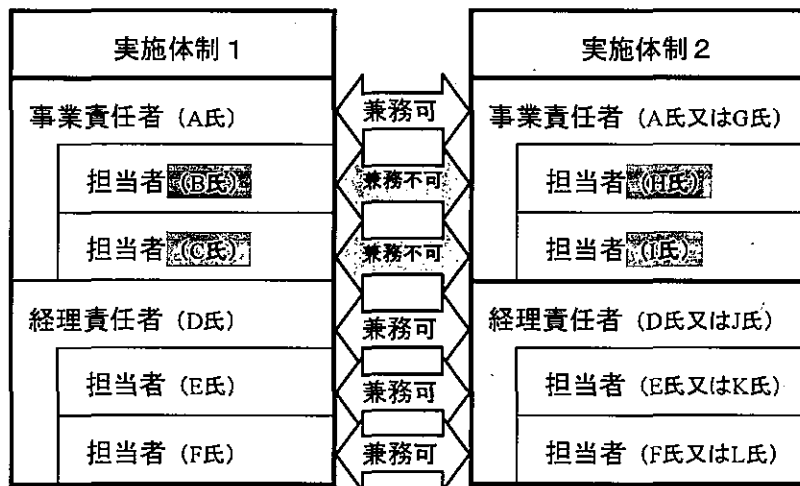 実施体制1
実施体制2
事業責任者（A氏）
兼務可
事業責任者（A氏又はG氏）
担当者（B氏）
兼務不可
担当者（H氏）
担当者（C氏）
兼務不可
担当者（I氏）
経理責任者（D氏）
兼務可
経理責任者（D氏又はJ氏）
担当者（E氏）
兼務可
担当者（E氏又はK氏）
担当者（F氏）
兼務可
担当者（F氏又はL氏）